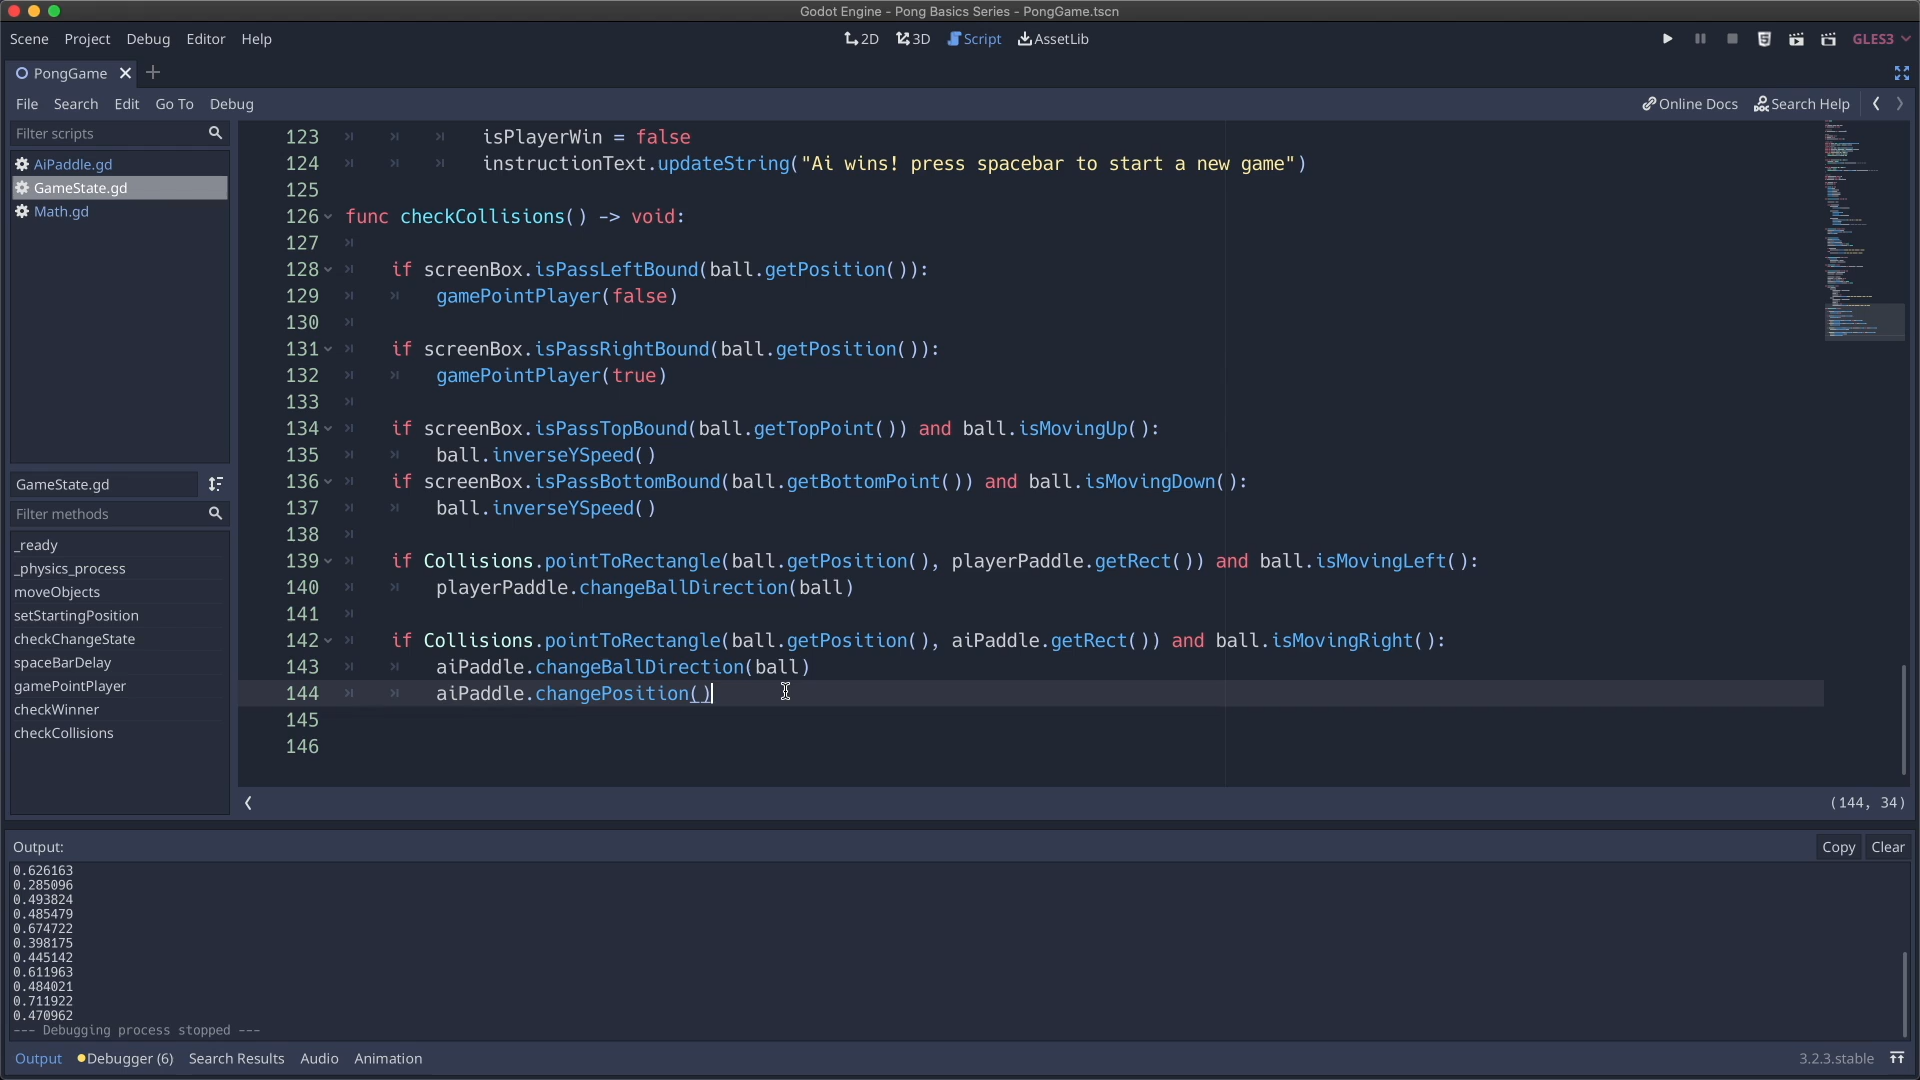 Godot Engine - Pong Basics Series - PongGame.tscn
Scene Project Debug Editor Help 2D 3D Script AssetLib GLES3
PongGame
File Search Edit Go To Debug Online Docs Search Help
Filter scripts
AiPaddle.gd
GameState.gd
Math.gd
GameState.gd
Filter methods
_ready
_physics_process
moveObjects
setStartingPosition
checkChangeState
spaceBarDelay
gamePointPlayer
checkWinner
checkCollisions
123 isPlayerWin = false
124 instructionText.updateString("Ai wins! press spacebar to start a new game")
125
126 func checkCollisions() -> void:
127
128 if screenBox.isPassLeftBound(ball.getPosition()):
129 gamePointPlayer(false)
130
131 if screenBox.isPassRightBound(ball.getPosition()):
132 gamePointPlayer(true)
133
134 if screenBox.isPassTopBound(ball.getTopPoint()) and ball.isMovingUp():
135 ball.inverseYSpeed()
136 if screenBox.isPassBottomBound(ball.getBottomPoint()) and ball.isMovingDown():
137 ball.inverseYSpeed()
138
139 if Collisions.pointToRectangle(ball.getPosition(), playerPaddle.getRect()) and ball.isMovingLeft():
140 playerPaddle.changeBallDirection(ball)
141
142 if Collisions.pointToRectangle(ball.getPosition(), aiPaddle.getRect()) and ball.isMovingRight():
143 aiPaddle.changeBallDirection(ball)
144 aiPaddle.changePosition()
145
146
(144, 34)
Output: Copy Clear
0.626163
0.285096
0.493824
0.485479
0.674722
0.398175
0.445142
0.611963
0.484021
0.711922
0.470962
--- Debugging process stopped ---
Output Debugger (6) Search Results Audio Animation 3.2.3.stable